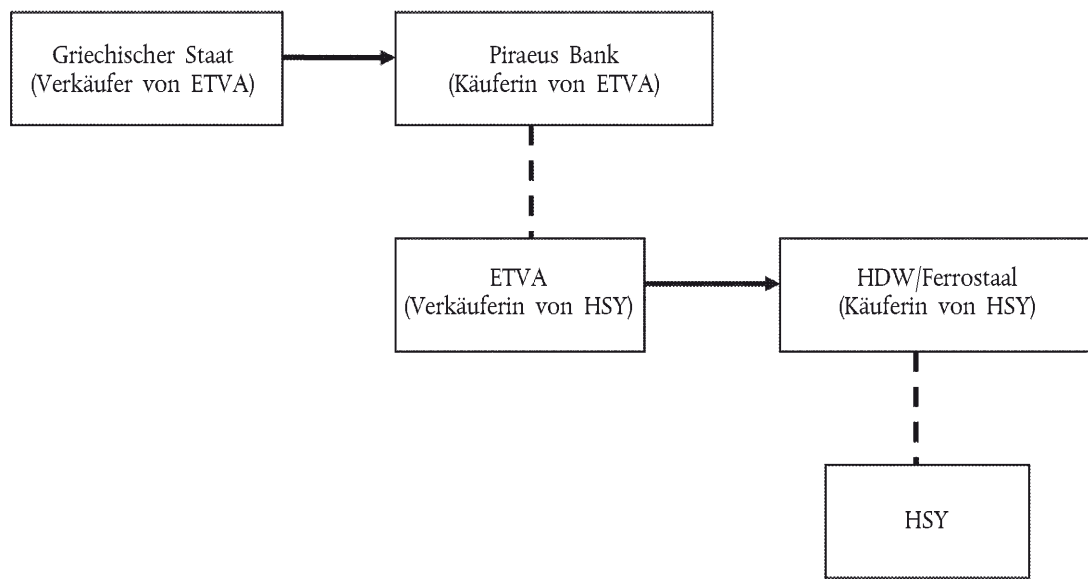 Griechischer Staat
(Verkäufer von ETVA)
Piraeus Bank
(Käuferin von ETVA)
ETVA
(Verkäuferin von HSY)
HDW/Ferrostaal
(Käuferin von HSY)
HSY